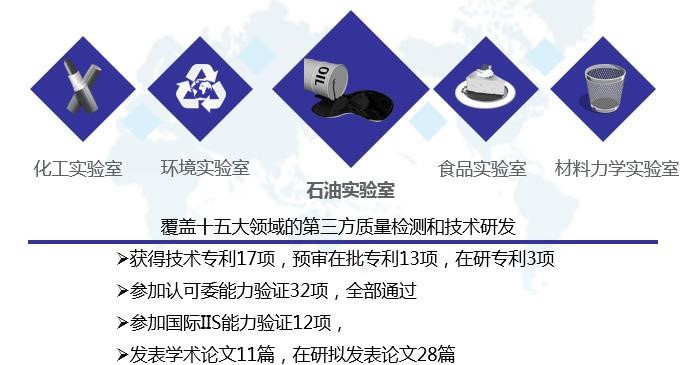 OIL
化工实验室
环境实验室
石油实验室
食品实验室
材料力学实验室
覆盖十五大领域的第三方质量检测和技术研发
➢获得技术专利17项，预审在批专利13项，在研专利3项
➢参加认可委能力验证32项，全部通过
➢参加国际IIS能力验证12项，
➢发表学术论文11篇，在研拟发表论文28篇